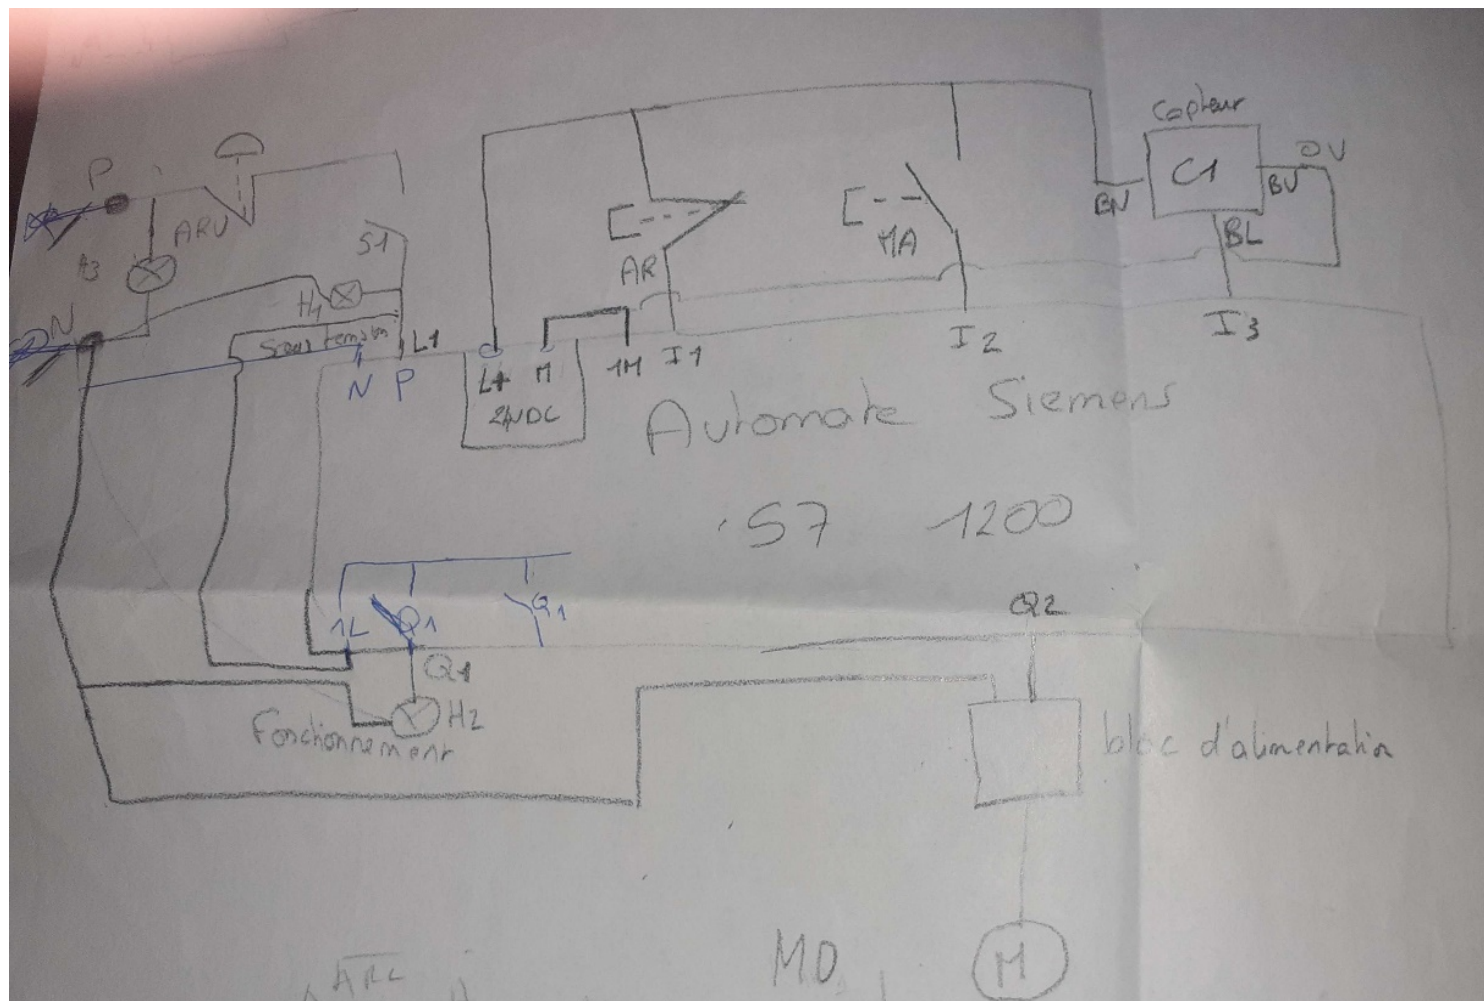 Capteur
P
C1
0V
BU
BN
BL
ARU
S1
AR
MA
N
H1
Sous tension
L1
N
P
L+
M
1M
I1
I2
I3
24VDC
Automate Siemens
S7 1200
1L
Q1
Q1
Q2
Q1
H2
Fonctionnement
bloc d'alimentation
M0
M